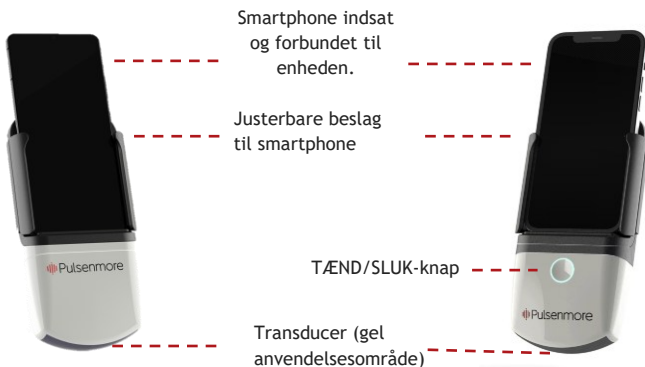 Smartphone indsat
og forbundet til
enheden.
Justerbare beslag
til smartphone
TÆND/SLUK-knap
Pulsenmore
Pulsenmore
Transducer (gel
anvendelsesområde)